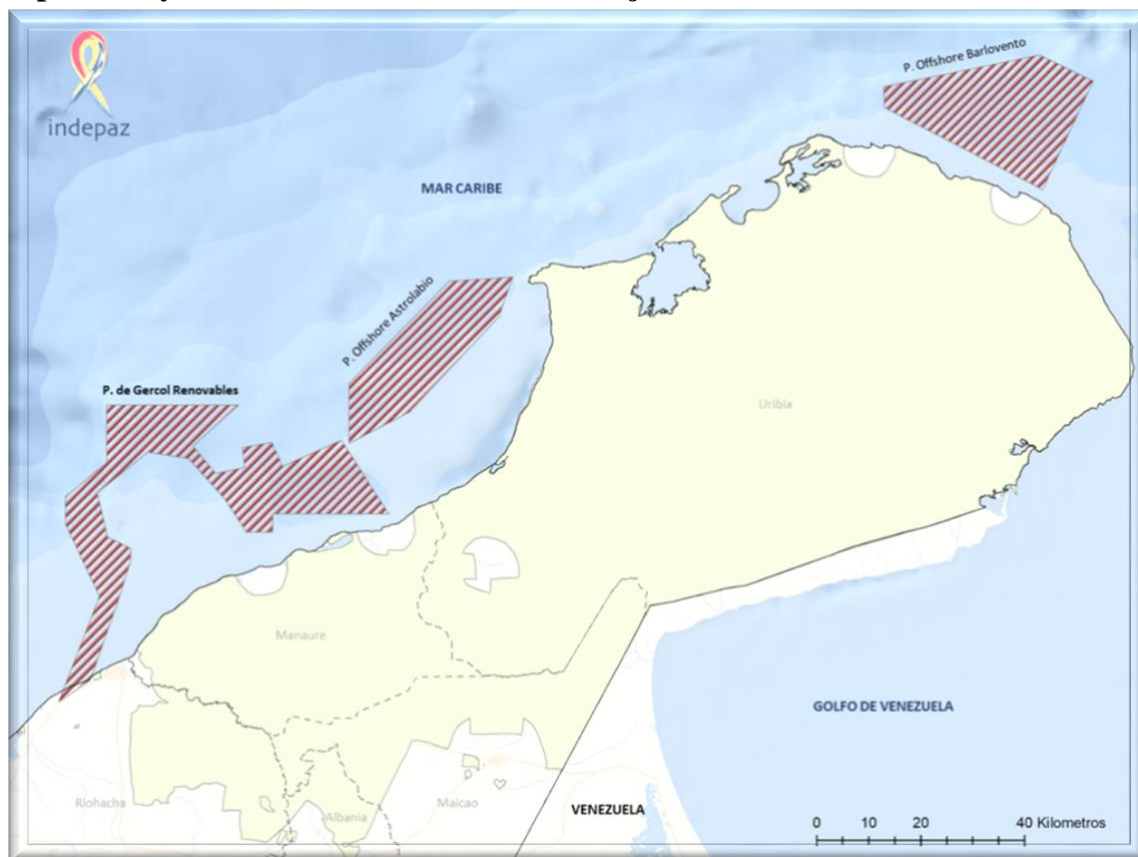 indepaz
P. Offshore Barlovento
MAR CARIBE
P. Offshore Astrolabio
P. de Gercol Renovables
Uribia
Manaure
GOLFO DE VENEZUELA
Riohacha
Albania
Maicao
VENEZUELA
0 10 20 40 Kilometros